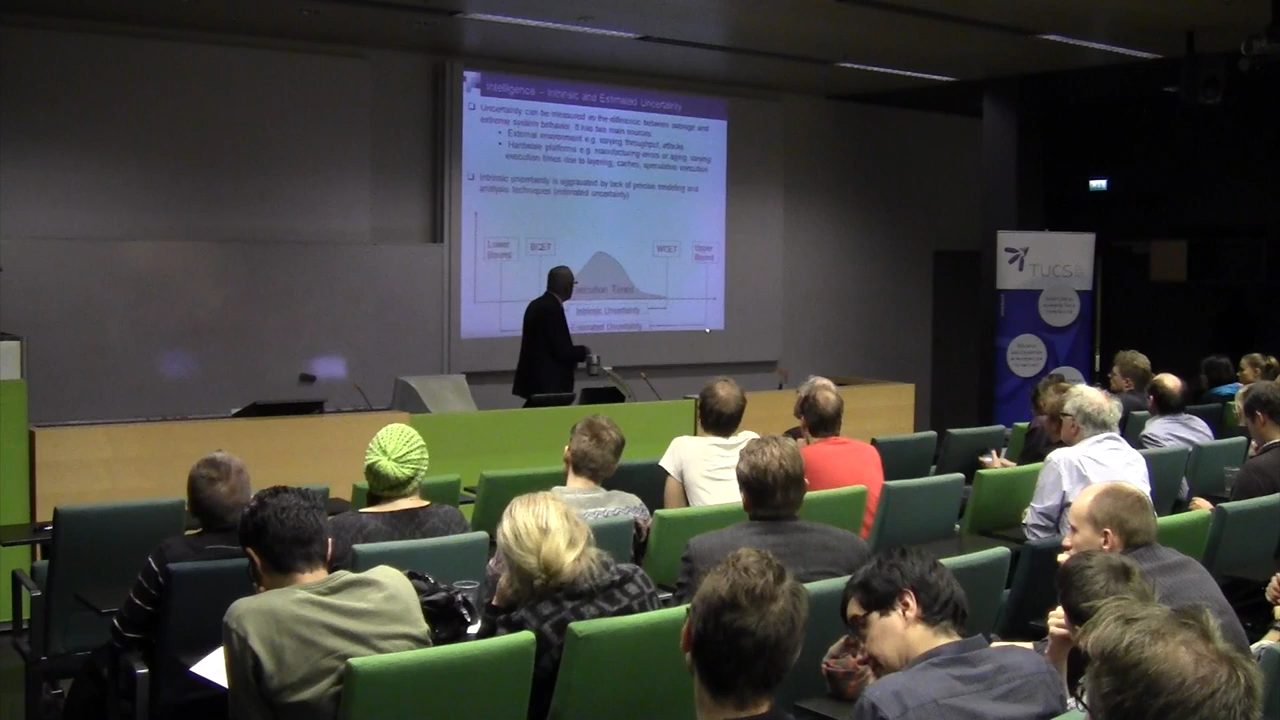 Intelligence – Intrinsic and Estimated Uncertainty
Uncertainty can be measured as the difference between average and
extreme system behavior. It has two main sources:
• External environment e.g. varying throughput, attacks
• Hardware platforms e.g. manufacturing errors or aging, varying
execution times due to layering, caches, speculative execution
Intrinsic uncertainty is aggravated by lack of precise modeling and
analysis techniques (estimated uncertainty)
Lower
Bound
BCET
WCET
Upper
Bound
Execution Times
Intrinsic Uncertainty
Estimated Uncertainty
TUCS